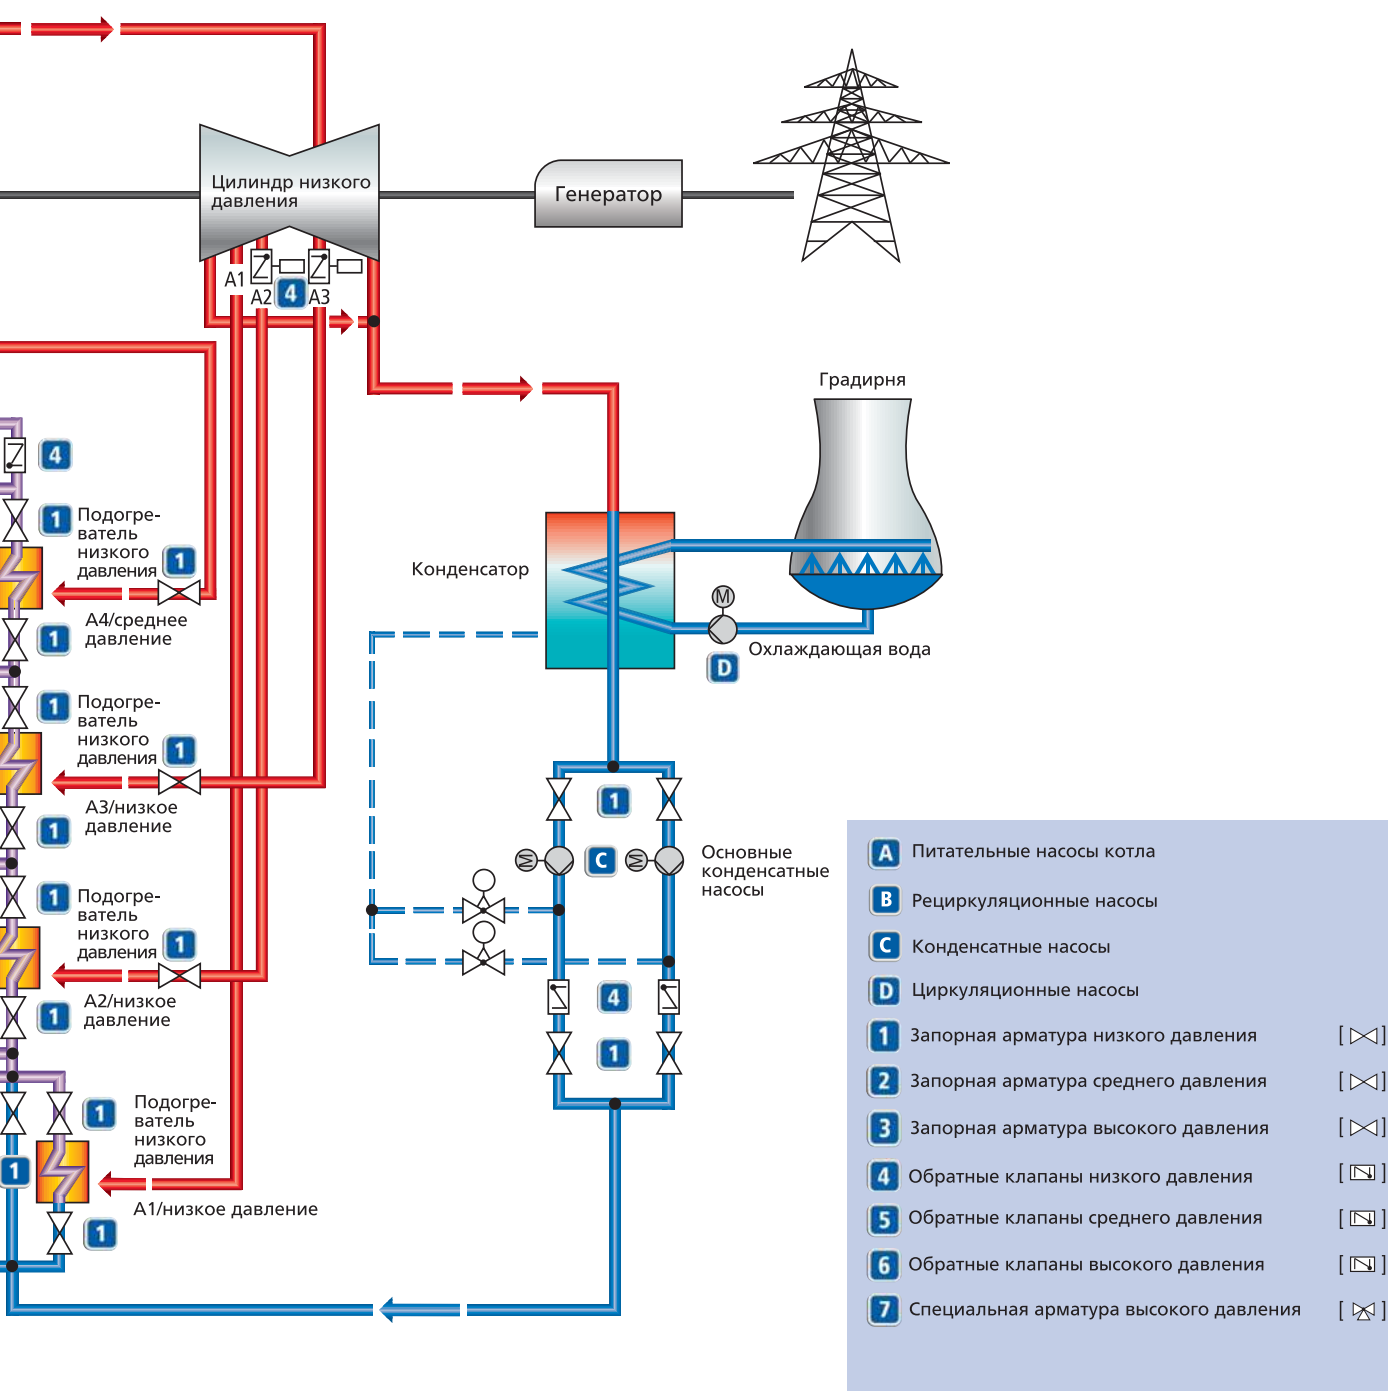 Цилиндр низкого
давления
Генератор
A1
A2
4
A3
Градирня
4
1
Подогре-
ватель
низкого
давления
1
A4/среднее
давление
1
Конденсатор
M
Охлаждающая вода
D
1
Подогре-
ватель
низкого
давления
1
A3/низкое
давление
1
1
M
C
M
Основные
конденсатные
насосы
1
Подогре-
ватель
низкого
давления
1
A2/низкое
давление
1
4
1
1
Подогре-
ватель
низкого
давления
1
A1/низкое давление
1
A Питательные насосы котла
B Рециркуляционные насосы
C Конденсатные насосы
D Циркуляционные насосы
1 Запорная арматура низкого давления [ ]
2 Запорная арматура среднего давления [ ]
3 Запорная арматура высокого давления [ ]
4 Обратные клапаны низкого давления [ ]
5 Обратные клапаны среднего давления [ ]
6 Обратные клапаны высокого давления [ ]
7 Специальная арматура высокого давления [ ]